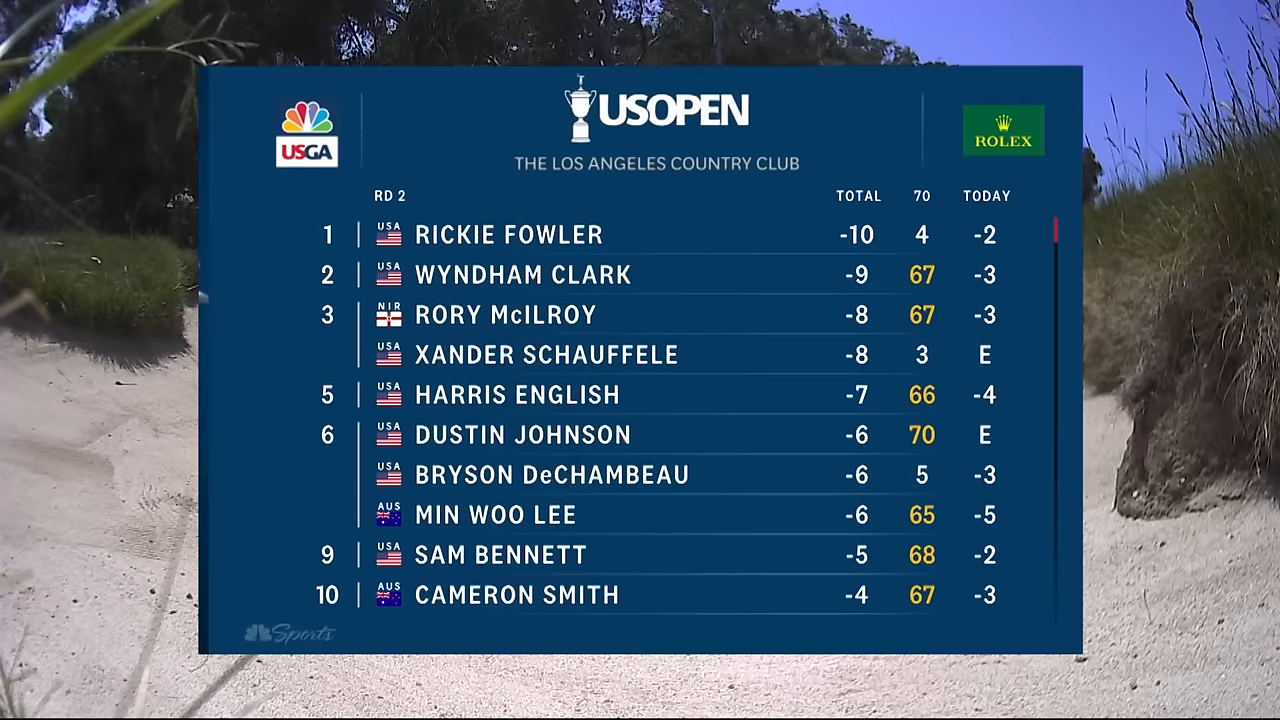 USOPEN
USGA
ROLEX
THE LOS ANGELES COUNTRY CLUB
RD 2 TOTAL 70 TODAY
1 USA RICKIE FOWLER -10 4 -2
2 USA WYNDHAM CLARK -9 67 -3
3 NIR RORY McILROY -8 67 -3
USA XANDER SCHAUFFELE -8 3 E
5 USA HARRIS ENGLISH -7 66 -4
6 USA DUSTIN JOHNSON -6 70 E
USA BRYSON DeCHAMBEAU -6 5 -3
AUS MIN WOO LEE -6 65 -5
9 USA SAM BENNETT -5 68 -2
10 AUS CAMERON SMITH -4 67 -3
Sports